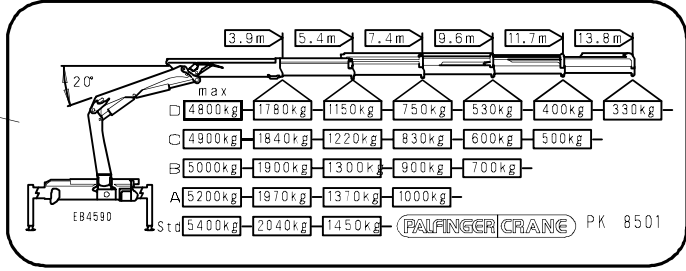 3.9m 5.4m 7.4m 9.6m 11.7m 13.8m
20°
max
D 4800kg 1780kg 1150kg 750kg 530kg 400kg 330kg
C 4900kg 1840kg 1220kg 830kg 600kg 500kg
B 5000kg 1900kg 1300kg 900kg 700kg
A 5200kg 1970kg 1370kg 1000kg
EB4590
Std 5400kg 2040kg 1450kg PALFINGER CRANE PK 8501